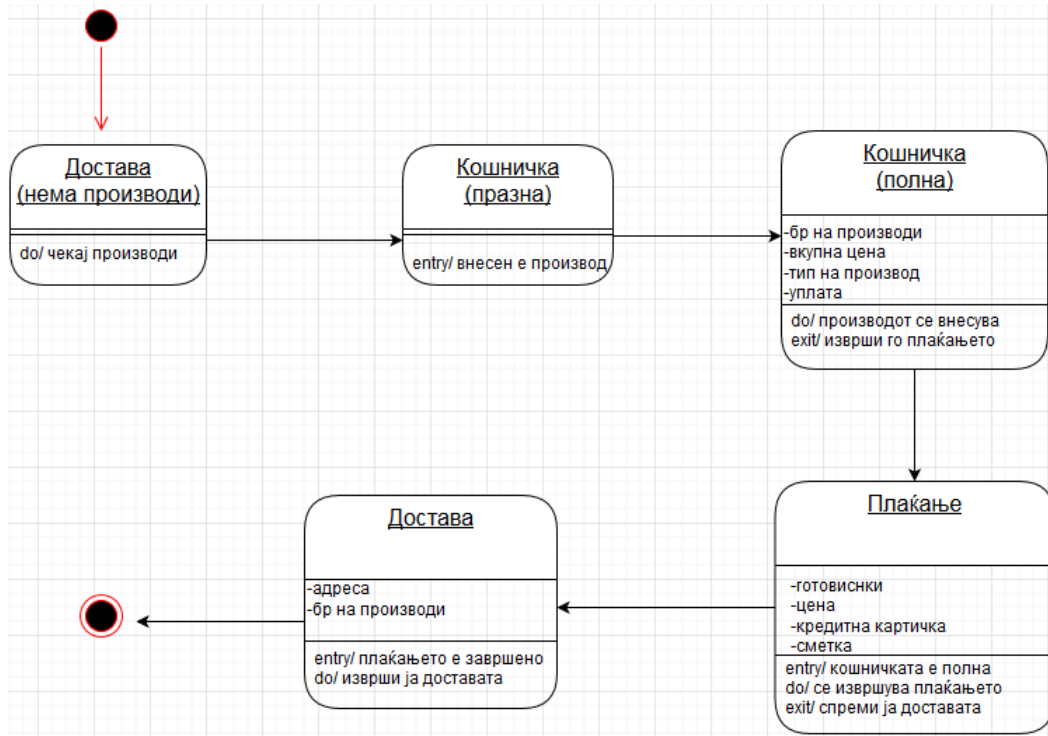 Достава
(нема производи)
do/ чекај производи
Кошничка
(празна)
entry/ внесен е производ
Кошничка
(полна)
-бр на производи
-вкупна цена
-тип на производ
-уплата
do/ производот се внесува
exit/ изврши го плаќањето
Плаќање
-готовиснки
-цена
-кредитна картичка
-сметка
entry/ кошничката е полна
do/ се извршува плаќањето
exit/ спреми ја доставата
Достава
-адреса
-бр на производи
entry/ плаќањето е завршено
do/ изврши ја доставата